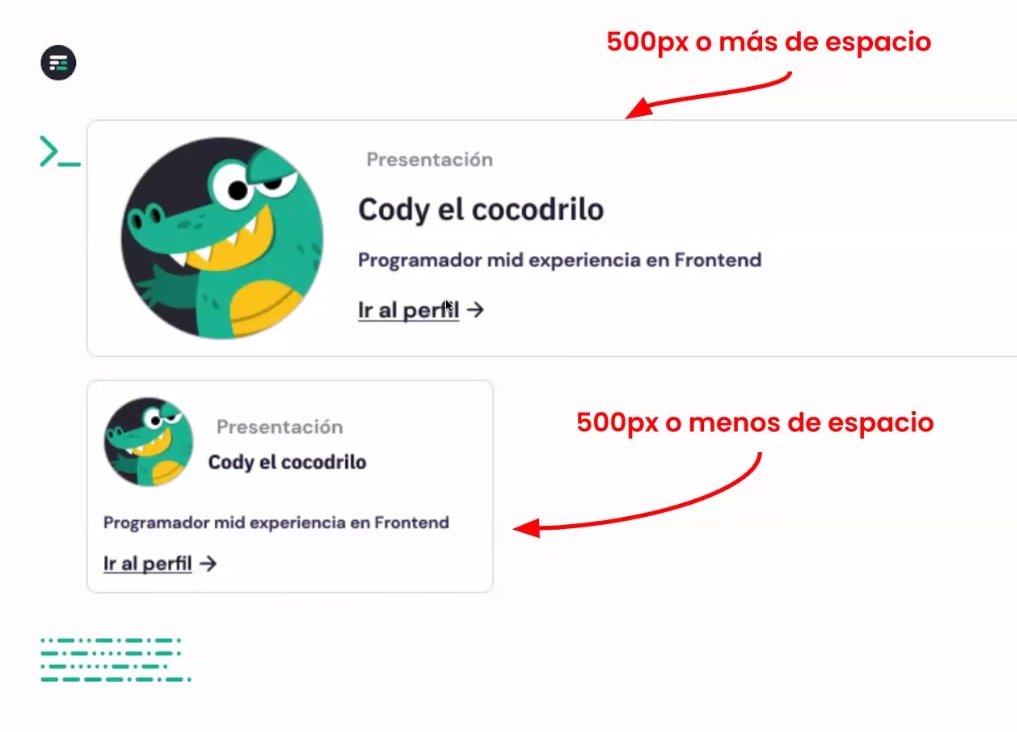 500px o más de espacio
Presentación
Cody el cocodrilo
Programador mid experiencia en Frontend
Ir al perfil →
Presentación
Cody el cocodrilo
500px o menos de espacio
Programador mid experiencia en Frontend
Ir al perfil →